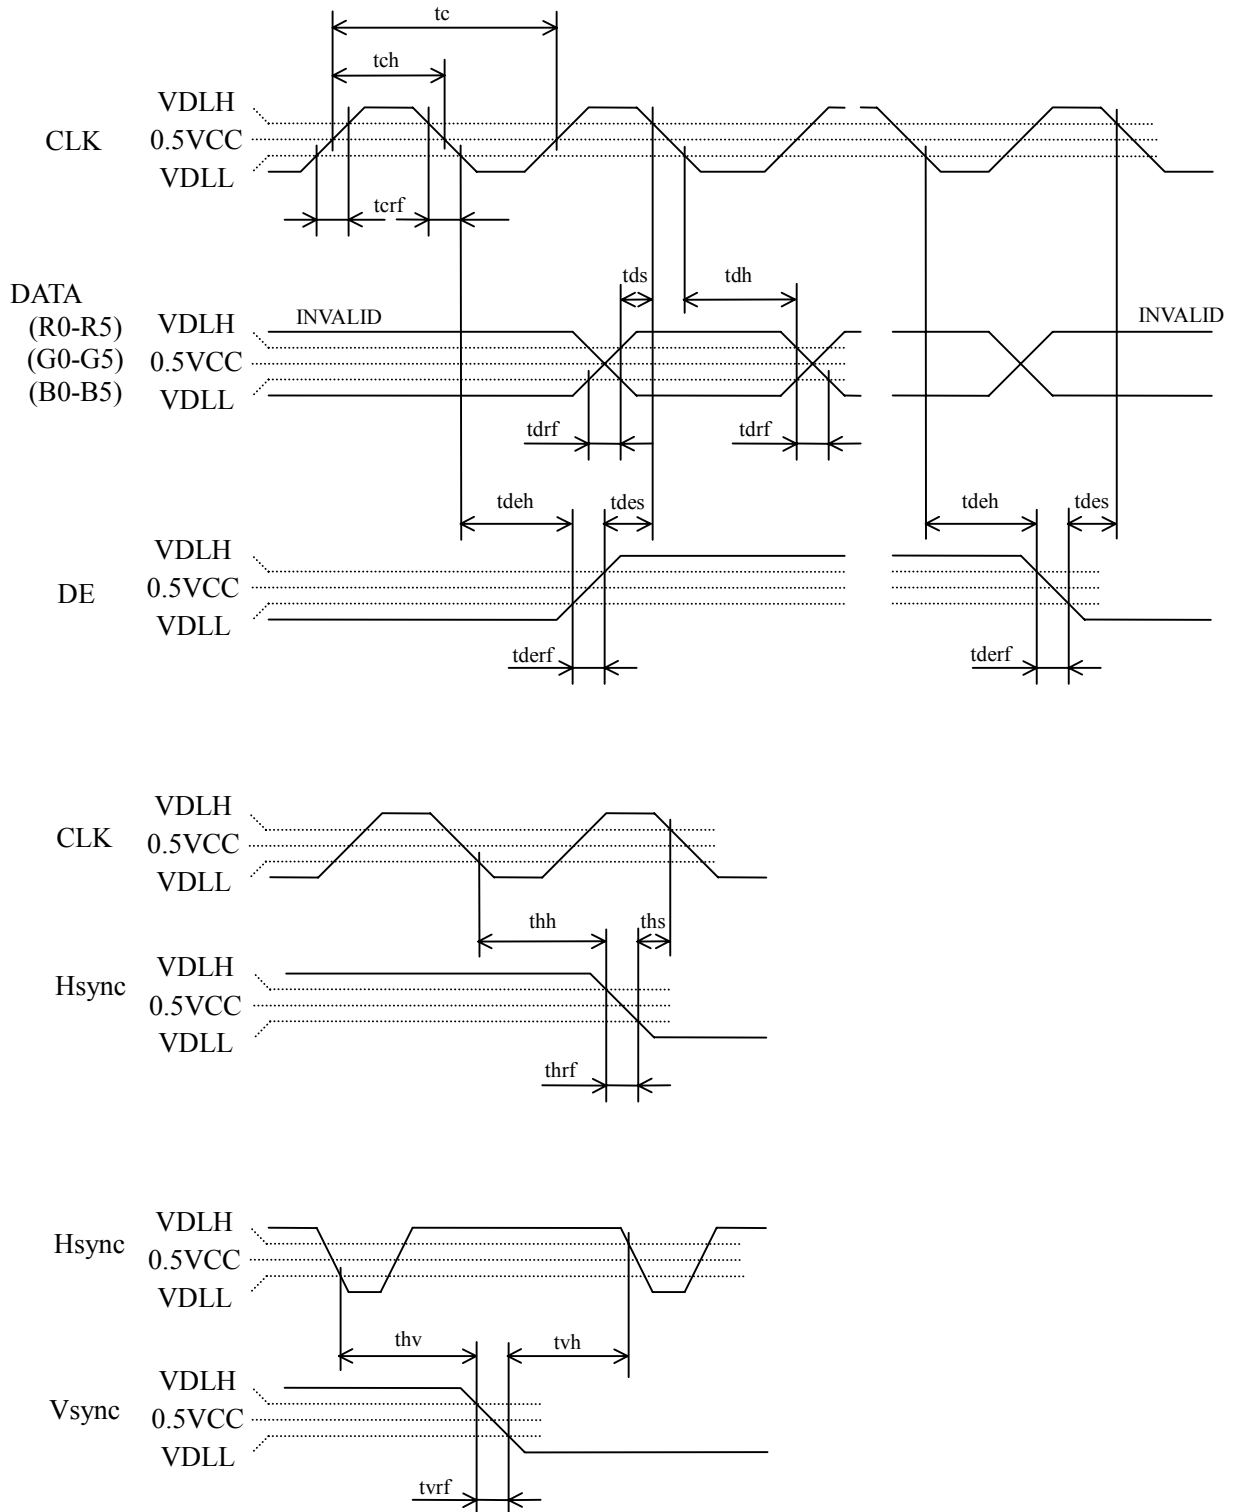 tc
tch
VDLH
CLK 0.5VCC
VDLL
tcrf
tds tdh
DATA
(R0-R5) VDLH INVALID INVALID
(G0-G5) 0.5VCC
(B0-B5) VDLL
tdrf tdrf
tdeh tdes tdeh tdes
VDLH
DE 0.5VCC
VDLL
tderf tderf
VDLH
CLK 0.5VCC
VDLL
thh ths
VDLH
Hsync 0.5VCC
VDLL
thrf
VDLH
Hsync 0.5VCC
VDLL
thv tvh
VDLH
Vsync 0.5VCC
VDLL
tvrf